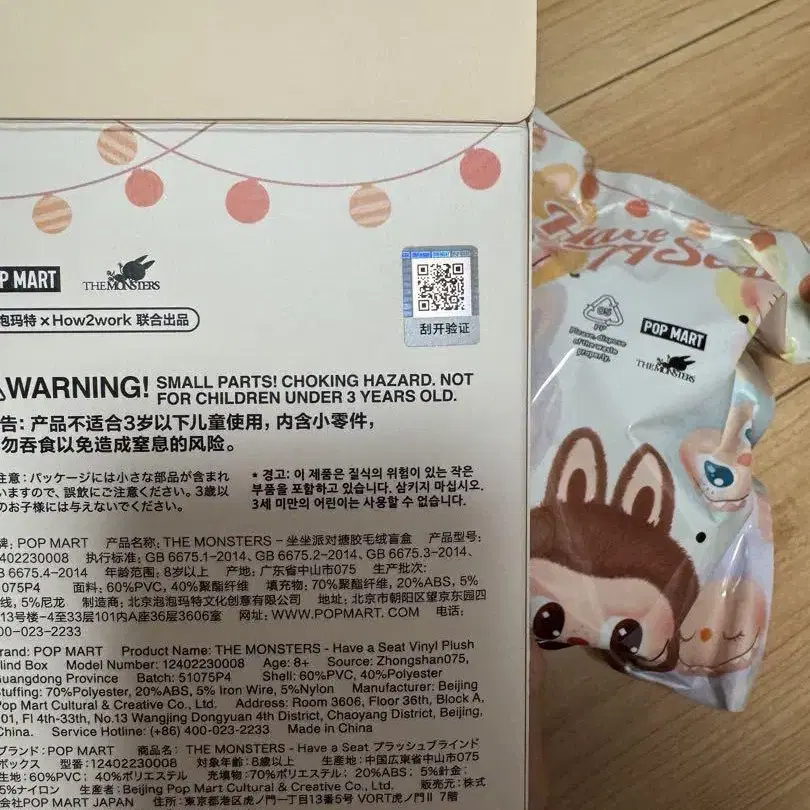 POP MART
THE MONSTERS
泡玛特 × How2work 联合出品
刮开验证
WARNING! SMALL PARTS! CHOKING HAZARD. NOT
FOR CHILDREN UNDER 3 YEARS OLD.
告: 产品不适合3岁以下儿童使用，内含小零件，
勿吞食以免造成窒息的风险。
注意: パッケージには小さな部品が含まれ
いますので、誤飲にご注意ください。3歳以
のお子様には与えないでください。
* 경고: 이 제품은 질식의 위험이 있는 작은
부품을 포함하고 있습니다. 삼키지 마십시오.
3세 미만의 어린이는 사용할 수 없습니다.
牌: POP MART 产品名称: THE MONSTERS - 坐坐派对搪胶毛绒盲盒 产品型号:
12402230008 执行标准: GB 6675.1-2014、GB 6675.2-2014、GB 6675.3-2014、
GB 6675.4-2014 年龄范围: 8岁以上 产地: 广东省中山市075 生产批次:
51075P4 面料: 60%PVC, 40%聚酯纤维 填充物: 70%聚酯纤维, 20%ABS, 5%
线, 5%尼龙 制造商: 北京泡泡玛特文化创意有限公司 地址: 北京市朝阳区望京东园四
13号楼-4至33层101内A座36层3606室 网址: WWW.POPMART.COM 电话:
400-023-2233
Brand: POP MART Product Name: THE MONSTERS - Have a Seat Vinyl Plush
Blind Box Model Number: 12402230008 Age: 8+ Source: Zhongshan075,
Guangdong Province Batch: 51075P4 Shell: 60%PVC, 40%Polyester
Stuffing: 70%Polyester, 20%ABS, 5% Iron Wire, 5%Nylon Manufacturer: Beijing
Pop Mart Cultural & Creative Co., Ltd. Address: Room 3606, Floor 36th, Block A,
101, Fl 4th-33th, No.13 Wangjing Dongyuan 4th District, Chaoyang District, Beijing,
China. Service Hotline: (+86) 400-023-2233 Made in China
ブランド: POP MART 商品名: THE MONSTERS - Have a Seat プラッシュブラインド
ボックス 型番: 12402230008 対象年齢: 8歳以上 生産地: 中国広東省中山市075
生地: 60%PVC; 40%ポリエステル 充填物: 70%ポリエステル; 20%ABS; 5%針金;
5%ナイロン 生産者: Beijing Pop Mart Cultural & Creative Co., Ltd. 販売元: 株式
会社POP MART JAPAN 住所: 東京都港区虎ノ門一丁目13番5号 VORT虎ノ門II 7階
Have A Seat
05
PP
Please, dispose
of the waste
properly.
POP MART
THE MONSTERS